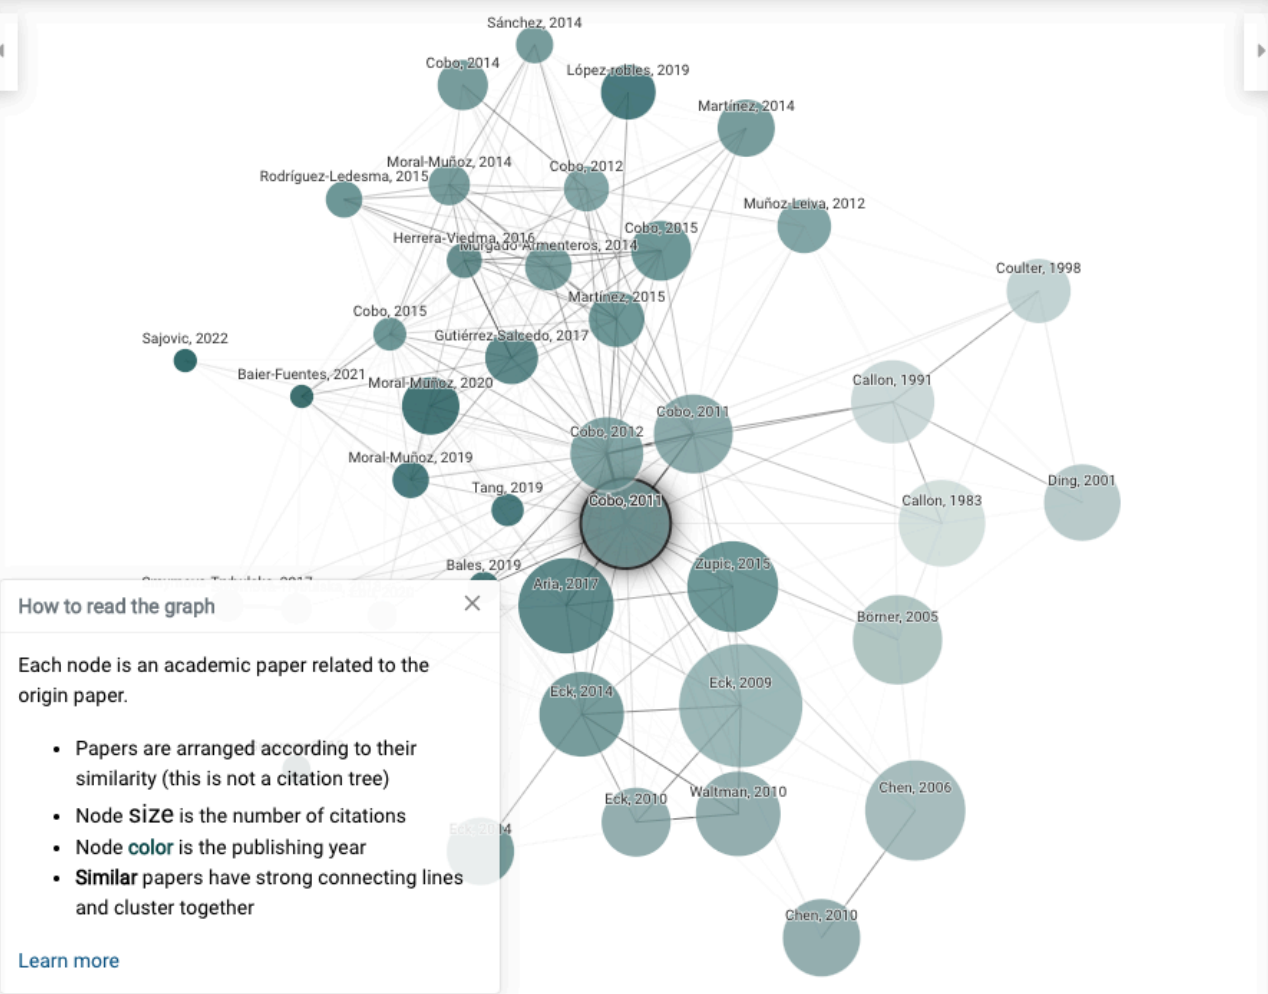 Sánchez, 2014
Cobo, 2014
López-robles, 2019
Martínez, 2014
Moral-Muñoz, 2014
Cobo, 2012
Rodríguez-Ledesma, 2015
Muñoz-Leiva, 2012
Cobo, 2015
Herrera-Viedma, 2016
Murgado-Armenteros, 2014
Coulter, 1998
Martínez, 2015
Cobo, 2015
Sajovic, 2022
Gutiérrez-Salcedo, 2017
Baier-Fuentes, 2021
Moral-Muñoz, 2020
Callon, 1991
Cobo, 2011
Cobo, 2012
Moral-Muñoz, 2019
Ding, 2001
Tang, 2019
Cobo, 2011
Callon, 1983
Bales, 2019
Zupic, 2015
Aria, 2017
How to read the graph
Börner, 2005
Each node is an academic paper related to the
origin paper.
Eck, 2014
Eck, 2009
Papers are arranged according to their
similarity (this is not a citation tree)
Chen, 2006
Eck, 2010
Waltman, 2010
Node size is the number of citations
Eck, 2014
Node color is the publishing year
Similar papers have strong connecting lines
and cluster together
Chen, 2010
Learn more